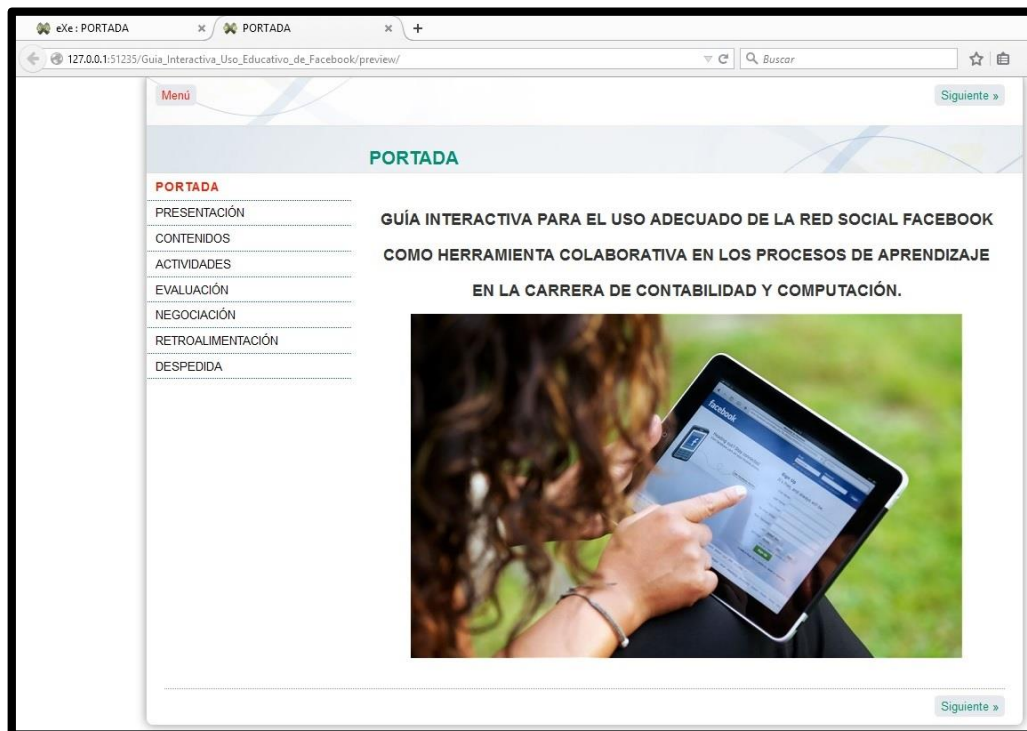 eXe : PORTADA
PORTADA
127.0.0.1:51235/Guia_Interactiva_Uso_Educativo_de_Facebook/preview/
Buscar
Menú
Siguiente »
PORTADA
PORTADA
PRESENTACIÓN
CONTENIDOS
ACTIVIDADES
EVALUACIÓN
NEGOCIACIÓN
RETROALIMENTACIÓN
DESPEDIDA
GUÍA INTERACTIVA PARA EL USO ADECUADO DE LA RED SOCIAL FACEBOOK
COMO HERRAMIENTA COLABORATIVA EN LOS PROCESOS DE APRENDIZAJE
EN LA CARRERA DE CONTABILIDAD Y COMPUTACIÓN.
facebook
Sign Up
Siguiente »